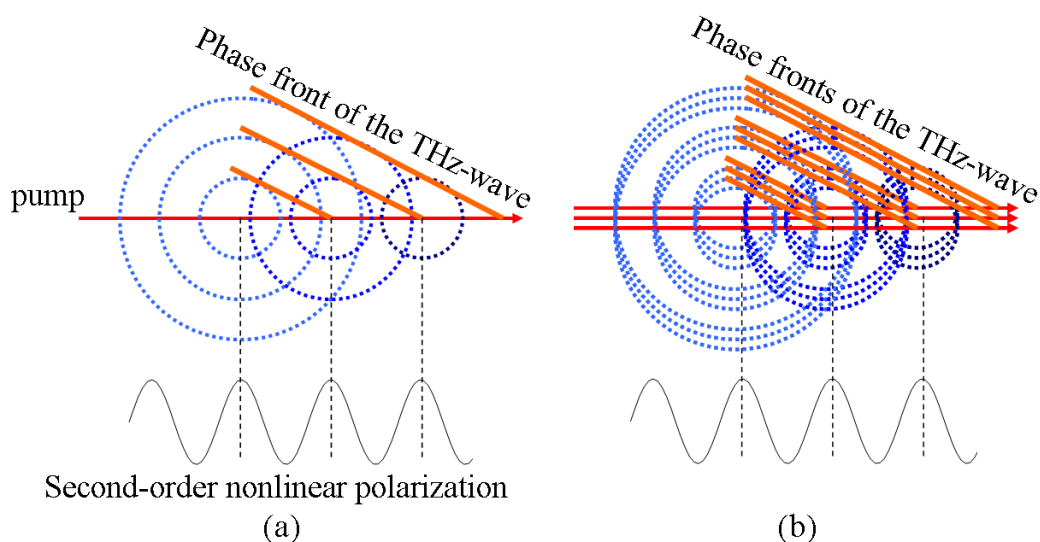 Phase front of the THz-wave
Phase fronts of the THz-wave
pump
Second-order nonlinear polarization
(a)
(b)